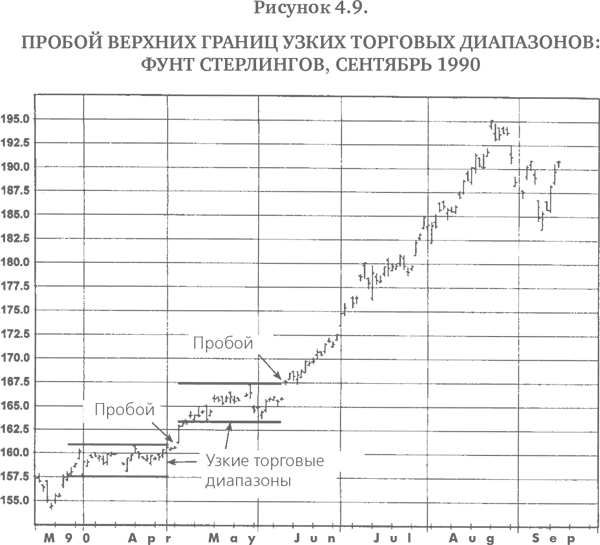 Рисунок 4.9.
ПРОБОЙ ВЕРХНИХ ГРАНИЦ УЗКИХ ТОРГОВЫХ ДИАПАЗОНОВ:
ФУНТ СТЕРЛИНГОВ, СЕНТЯБРЬ 1990
195.0
192.5
190.0
187.5
185.0
182.5
180.0
177.5
175.0
172.5
170.0
Пробой
167.5
165.0
Пробой
162.5
160.0
Узкие торговые
диапазоны
157.5
155.0
M 9 0 Apr May Jun Jul Aug Sep